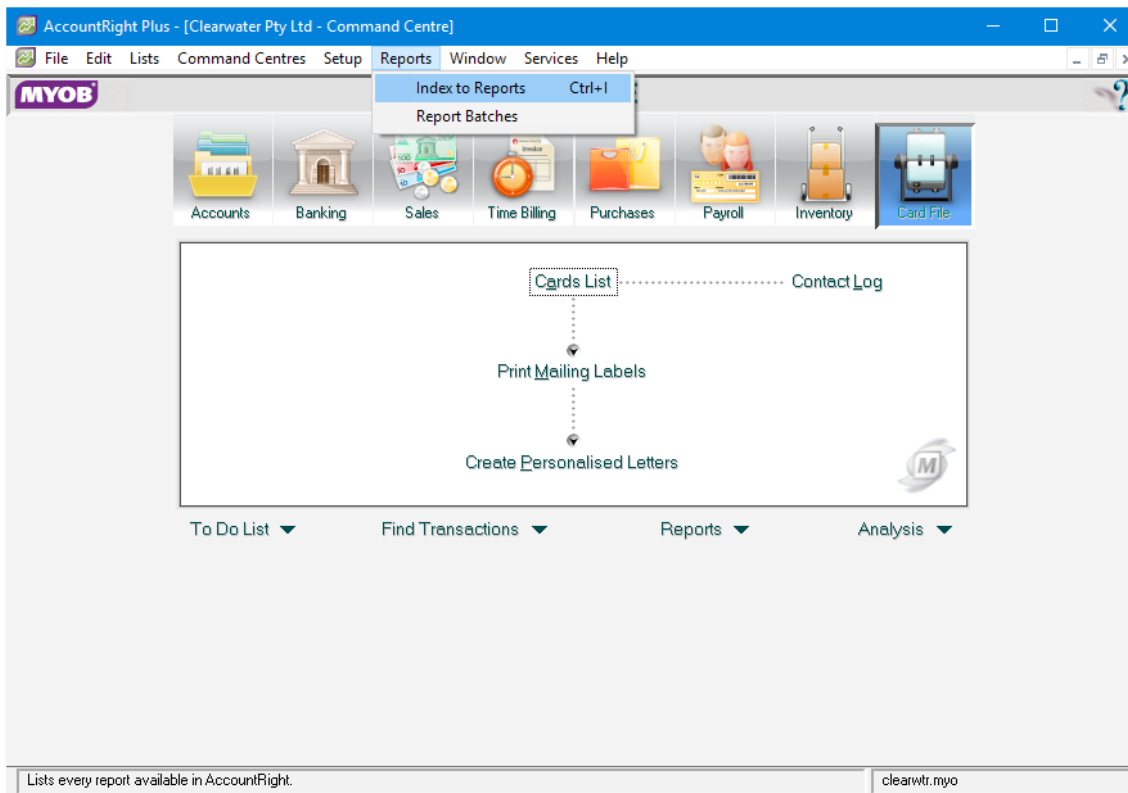 AccountRight Plus - [Clearwater Pty Ltd - Command Centre]
File Edit Lists Command Centres Setup Reports Window Services Help
MYOB
Index to Reports Ctrl+I
Report Batches
Accounts Banking Sales Time Billing Purchases Payroll Inventory Card File
Cards List Contact Log
Print Mailing Labels
Create Personalised Letters
M
To Do List Find Transactions Reports Analysis
Lists every report available in AccountRight. clearwtr.myo